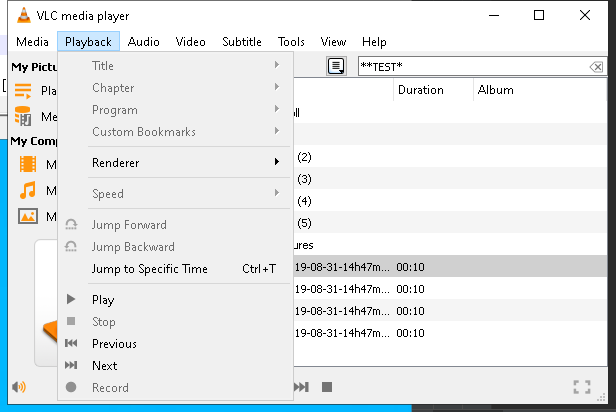 VLC media player
Media Playback Audio Video Subtitle Tools View Help
My Pictu
**TEST*
Title
Chapter
Program
Custom Bookmarks
Renderer
Speed
Jump Forward
Jump Backward
Jump to Specific Time Ctrl+T
Play
Stop
Previous
Next
Record
Pla
Me
My Comp
M
M
M
Duration Album
ll
(2)
(3)
(4)
(5)
ures
19-08-31-14h47m... 00:10
19-08-31-14h47m... 00:10
19-08-31-14h47m... 00:10
19-08-31-14h47m... 00:10